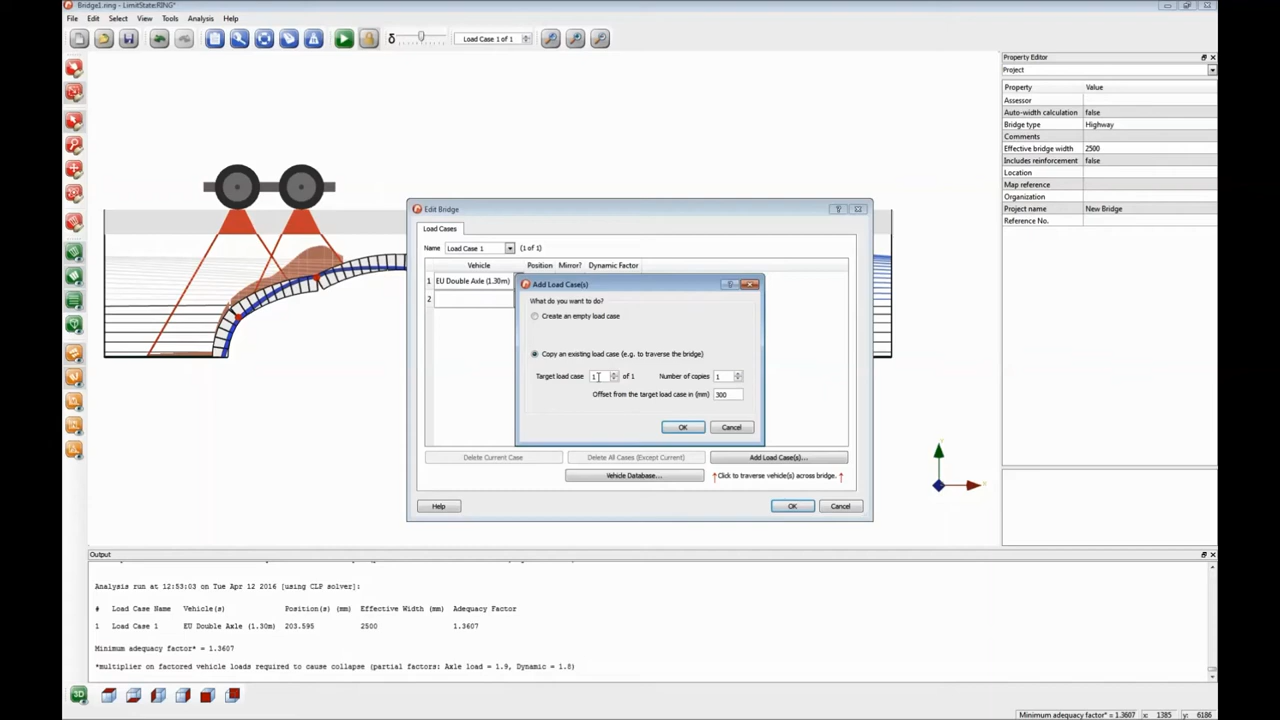 Bridge1.ring - LimitState:RING*
File Edit Select View Tools Analysis Help
δ Load Case 1 of 1
Property Editor
Project
Property Value
Assessor
Auto-width calculation false
Bridge type Highway
Comments
Effective bridge width 2500
Includes reinforcement false
Location
Map reference
Organization
Project name New Bridge
Reference No.
Edit Bridge
Load Cases
Name Load Case 1 (1 of 1)
Vehicle Position Mirror? Dynamic Factor
1 EU Double Axle (1.30m)
2
Add Load Case(s)
What do you want to do?
Create an empty load case
Copy an existing load case (e.g. to traverse the bridge)
Target load case 1 of 1 Number of copies 1
Offset from the target load case in (mm) 300
OK Cancel
Delete Current Case Delete All Cases (Except Current) Add Load Case(s)...
Vehicle Database... ↑Click to traverse vehicle(s) across bridge.↑
Help OK Cancel
Output
Analysis run at 12:53:03 on Tue Apr 12 2016 [using CLP solver]:
# Load Case Name Vehicle(s) Position(s) (mm) Effective Width (mm) Adequacy Factor
1 Load Case 1 EU Double Axle (1.30m) 203.595 2500 1.3607
Minimum adequacy factor* = 1.3607
*multiplier on factored vehicle loads required to cause collapse (partial factors: Axle load = 1.9, Dynamic = 1.8)
3D
Minimum adequacy factor* = 1.3607 x: 1385 y: 6186